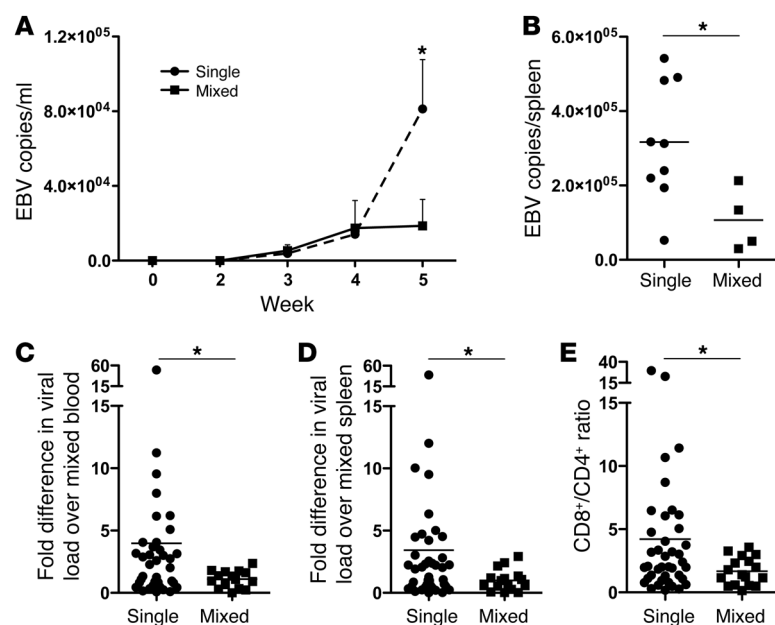 A
EBV copies/ml
1.2×10⁰⁵
8.0×10⁰⁴
4.0×10⁰⁴
0.0
Single
Mixed
*
0 2 3 4 5
Week
B
EBV copies/spleen
6.0×10⁰⁵
4.0×10⁰⁵
2.0×10⁰⁵
0.0
*
Single Mixed
C
Fold difference in viral
load over mixed blood
60
15
15
10
5
0
*
Single Mixed
D
Fold difference in viral
load over mixed spleen
60
15
15
10
5
0
*
Single Mixed
E
CD8⁺/CD4⁺ ratio
40
15
15
10
5
0
*
Single Mixed